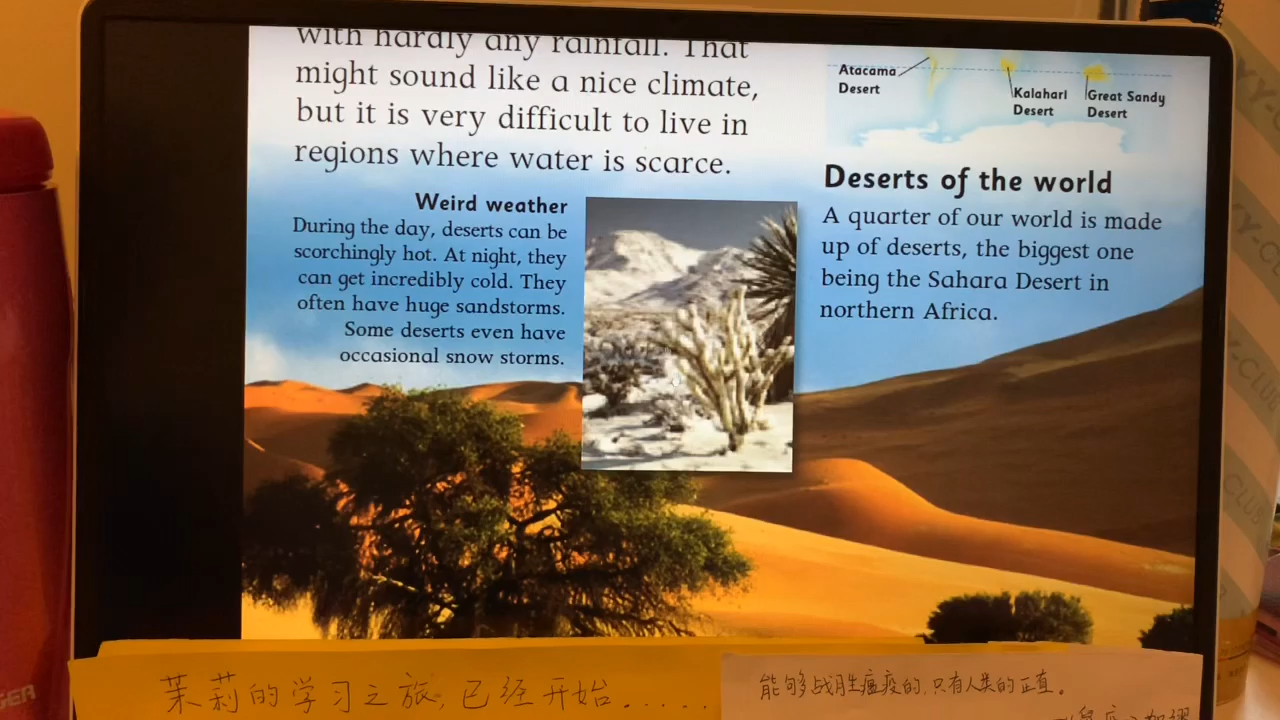 with hardly any rainfall. That
might sound like a nice climate,
but it is very difficult to live in
regions where water is scarce.
Weird weather
During the day, deserts can be
scorchingly hot. At night, they
can get incredibly cold. They
often have huge sandstorms.
Some deserts even have
occasional snow storms.
Atacama
Desert
Kalahari
Desert
Great Sandy
Desert
Deserts of the world
A quarter of our world is made
up of deserts, the biggest one
being the Sahara Desert in
northern Africa.
茉莉的学习之旅,已经开始.....
能够战胜瘟疫的,只有人类的正直。